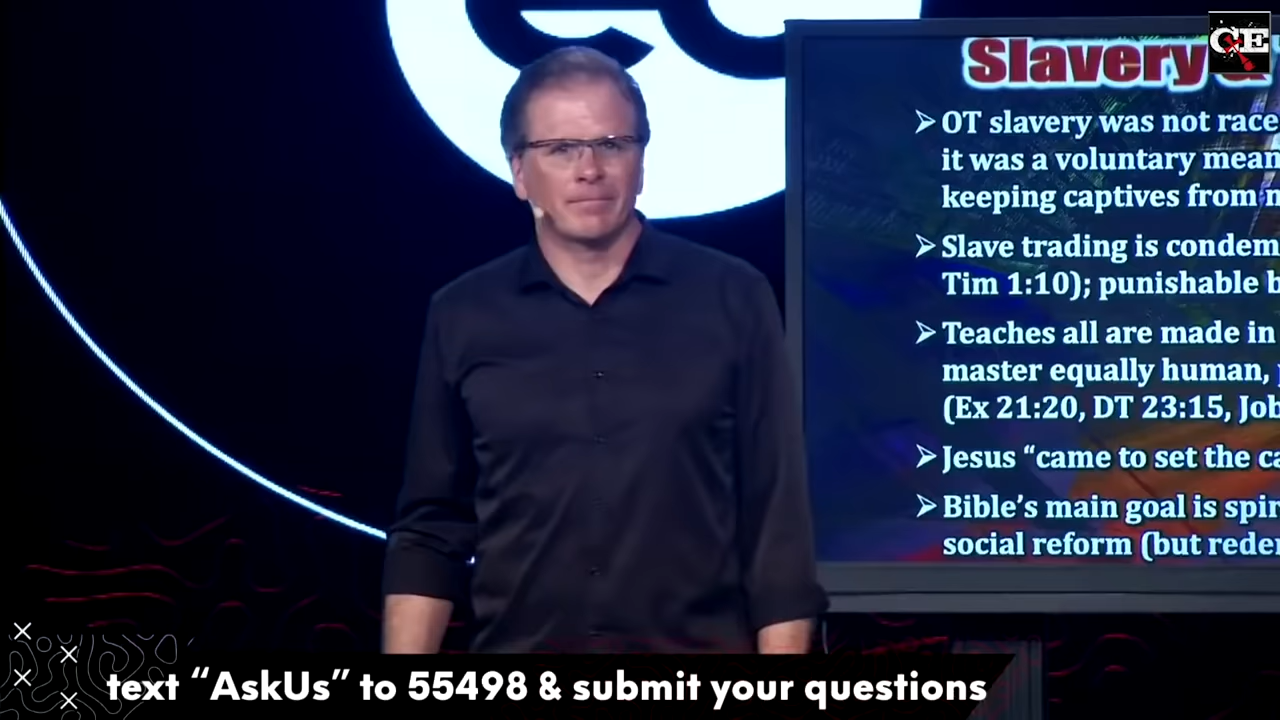 CE
Slavery &
➢OT slavery was not race
it was a voluntary mean
keeping captives from
➢Slave trading is condem
Tim 1:10); punishable b
➢Teaches all are made in
master equally human,
(Ex 21:20, DT 23:15, Job
➢Jesus “came to set the ca
➢Bible’s main goal is spir
social reform (but rede
text “AskUs” to 55498 & submit your questions